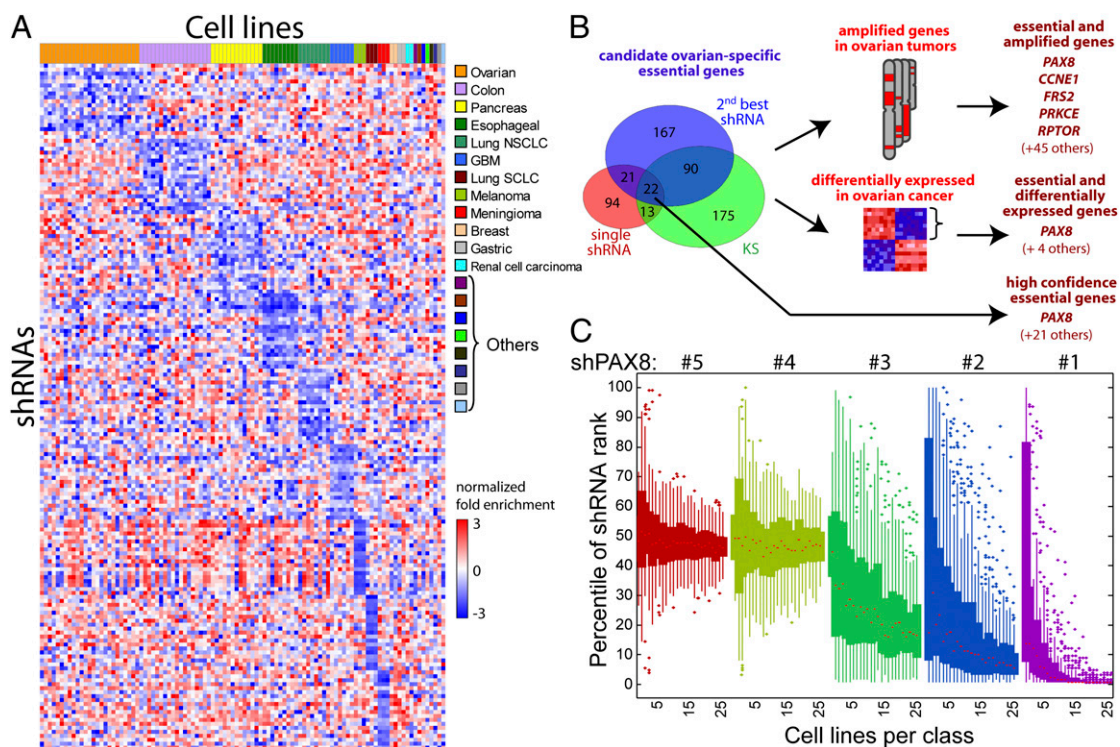 A
Cell lines
shRNAs
Ovarian
Colon
Pancreas
Esophageal
Lung NSCLC
GBM
Lung SCLC
Melanoma
Meningioma
Breast
Gastric
Renal cell carcinoma
Others
normalized
fold enrichment
3
0
-3
B
candidate ovarian-specific
essential genes
2nd best
shRNA
167
21
22
90
94
13
175
single
shRNA
KS
amplified genes
in ovarian tumors
differentially expressed
in ovarian cancer
essential and
amplified genes
PAX8
CCNE1
FRS2
PRKCE
RPTOR
(+45 others)
essential and
differentially
expressed genes
PAX8
(+ 4 others)
high confidence
essential genes
PAX8
(+21 others)
C
shPAX8: #5 #4 #3 #2 #1
Percentile of shRNA rank
100
90
80
70
60
50
40
30
20
10
0
5 15 25 5 15 25 5 15 25 5 15 25 5 15 25
Cell lines per class